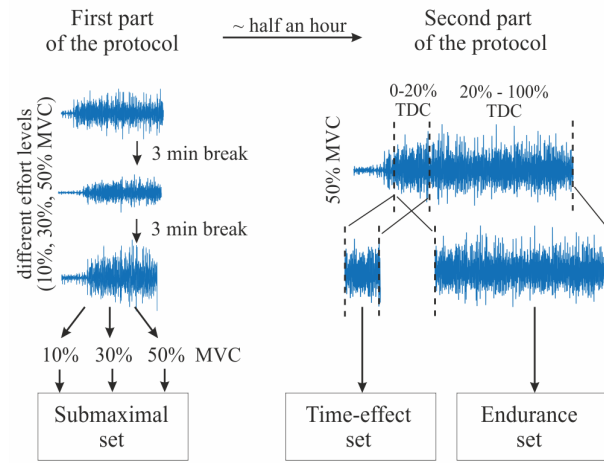 First part
of the protocol
~ half an hour
Second part
of the protocol
different effort levels
(10%, 30%, 50% MVC)
3 min break
3 min break
10% 30% 50% MVC
Submaximal
set
0-20%
TDC
20% - 100%
TDC
50% MVC
Time-effect
set
Endurance
set